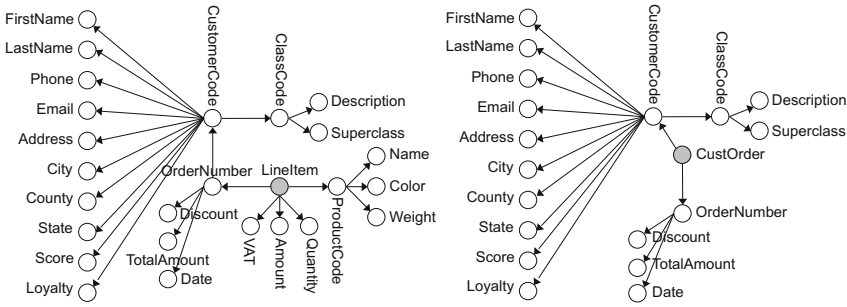 FirstName
LastName
Phone
Email
Address
City
County
State
Score
Loyalty
CustomerCode
ClassCode
Description
Superclass
OrderNumber
LineItem
Name
Color
Weight
ProductCode
Discount
TotalAmount
Date
VAT
Amount
Quantity
FirstName
LastName
Phone
Email
Address
City
County
State
Score
Loyalty
CustomerCode
ClassCode
Description
Superclass
CustOrder
OrderNumber
Discount
TotalAmount
Date